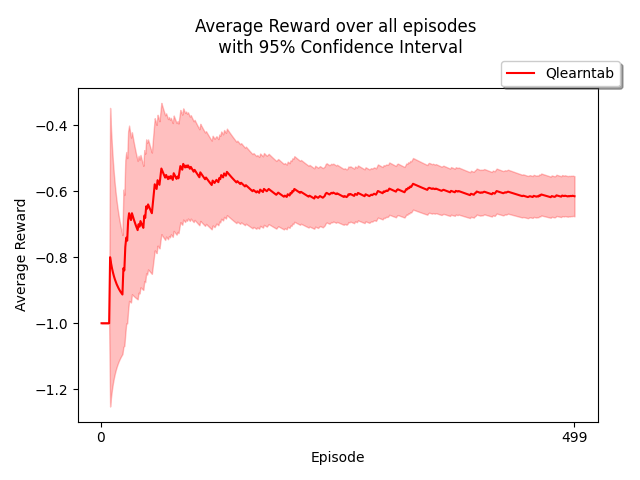 Average Reward over all episodes
with 95% Confidence Interval
Qlearntab
−0.4
−0.6
−0.8
−1.0
−1.2
Average Reward
0
499
Episode